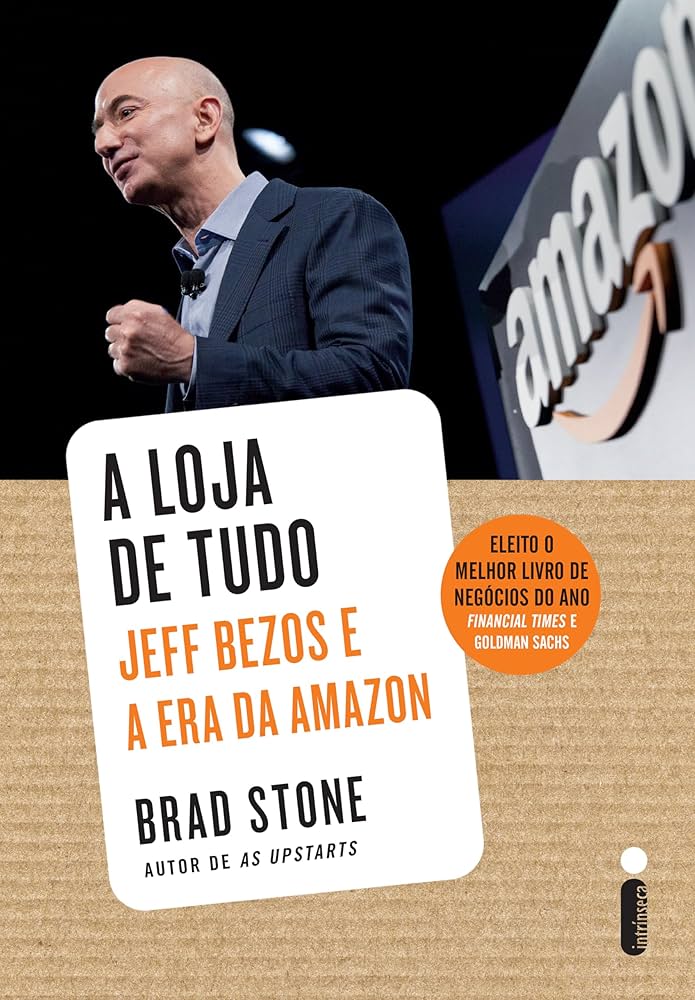 amazon
A LOJA
DE TUDO
JEFF BEZOS E
A ERA DA AMAZON
BRAD STONE
AUTOR DE AS UPSTARTS
ELEITO O
MELHOR LIVRO DE
NEGÓCIOS DO ANO
FINANCIAL TIMES E
GOLDMAN SACHS
intrínseca